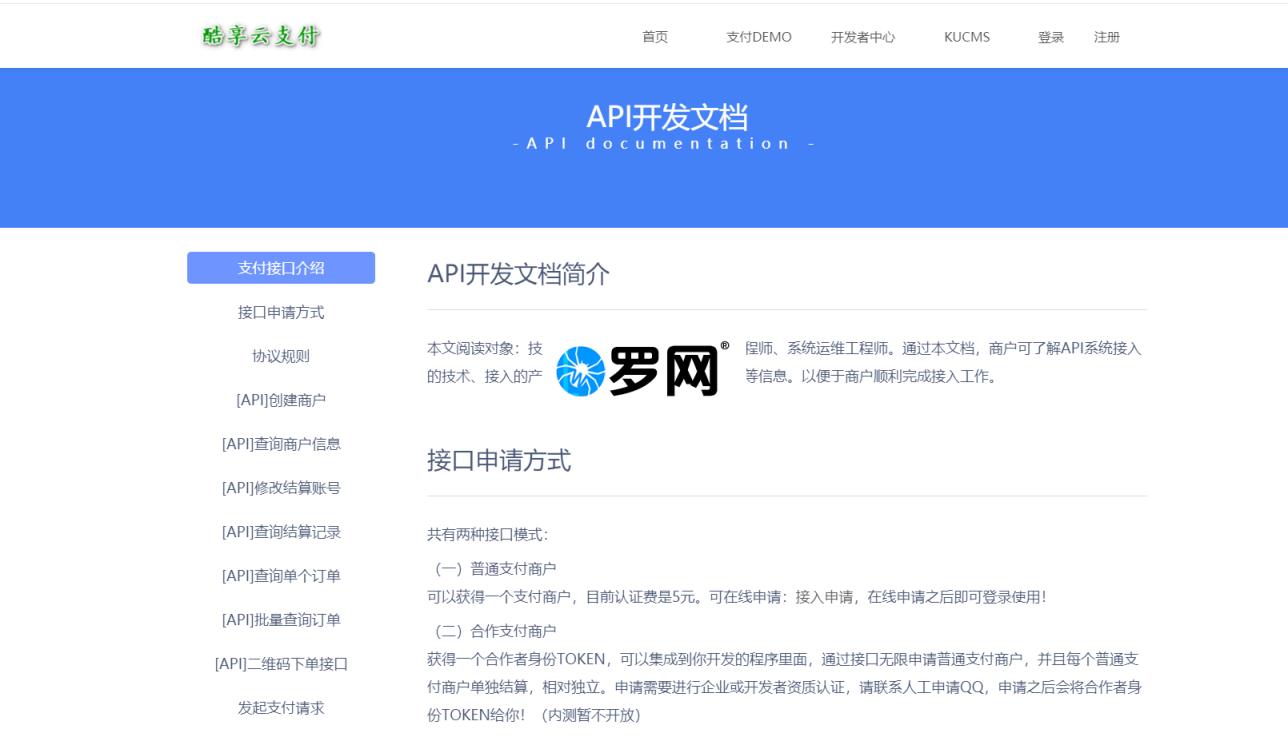 酷享云支付
首页 支付DEMO 开发者中心 KUCMS 登录 注册
API开发文档
-API documentation -
支付接口介绍
接口申请方式
协议规则
[API]创建商户
[API]查询商户信息
[API]修改结算账号
[API]查询结算记录
[API]查询单个订单
[API]批量查询订单
[API]二维码下单接口
发起支付请求
API开发文档简介
本文阅读对象：技
程师、系统运维工程师。通过本文档，商户可了解API系统接入
的技术、接入的产
等信息。以便于商户顺利完成接入工作。
罗网®
接口申请方式
共有两种接口模式：
（一）普通支付商户
可以获得一个支付商户，目前认证费是5元。可在线申请：接入申请，在线申请之后即可登录使用！
（二）合作支付商户
获得一个合作者身份TOKEN，可以集成到你开发的程序里面，通过接口无限申请普通支付商户，并且每个普通支
付商户单独结算，相对独立。申请需要进行企业或开发者资质认证，请联系人工申请QQ，申请之后会将合作者身
份TOKEN给你！（内测暂不开放）